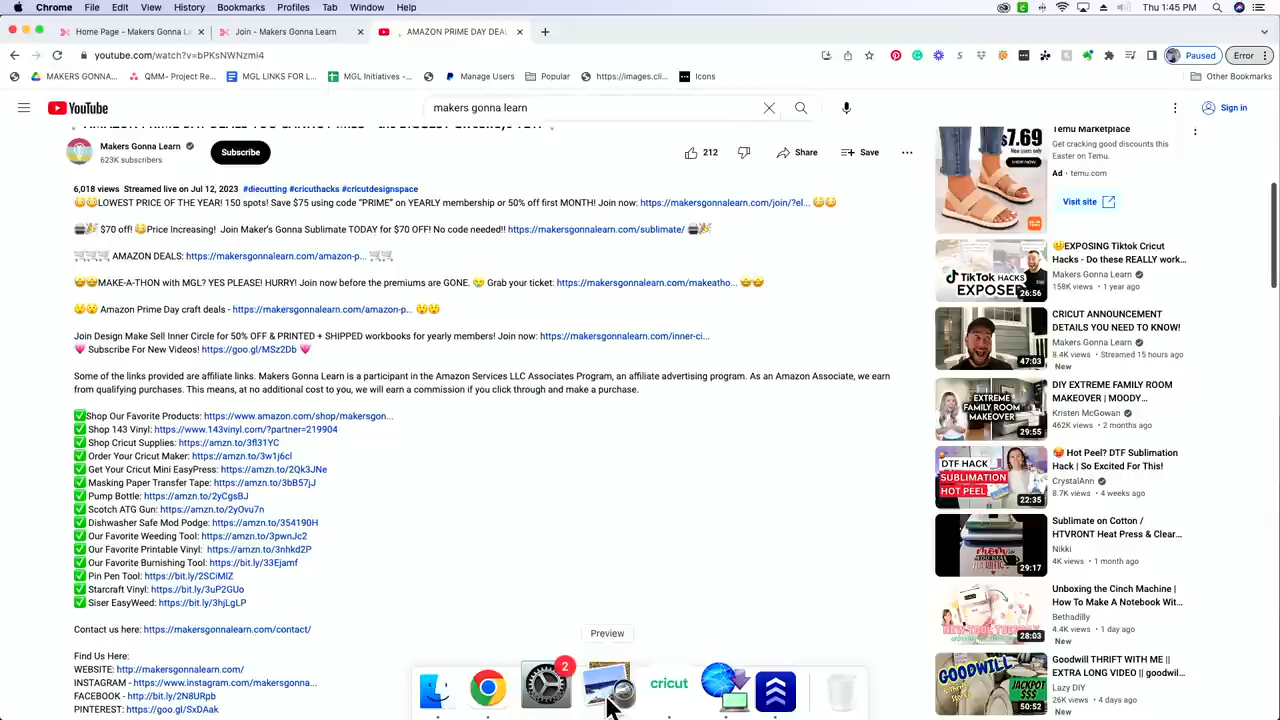 Chrome File Edit View History Bookmarks Profiles Tab Window Help Thu 1:45 PM
Home Page - Makers Gonna L Join - Makers Gonna Learn AMAZON PRIME DAY DEA
youtube.com/watch?v=bPKsNWNzmi4 Paused Error
MAKERS GONNA... QMM- Project Re... MGL LINKS FOR L... MGL Initiatives -... Manage Users Popular https://images.cli... Icons Other Bookmarks
YouTube makers gonna learn Sign in
Makers Gonna Learn
623K subscribers
Subscribe
212 Share Save
6,018 views Streamed live on Jul 12, 2023 #diecutting #cricuthacks #cricutdesignspace
LOWEST PRICE OF THE YEAR! 150 spots! Save $75 using code "PRIME" on YEARLY membership or 50% off first MONTH! Join now: https://makersgonnalearn.com/join/?el...
$70 off! Price Increasing! Join Maker's Gonna Sublimate TODAY for $70 OFF! No code needed!! https://makersgonnalearn.com/sublimate/
AMAZON DEALS: https://makersgonnalearn.com/amazon-p...
MAKE-A-THON with MGL? YES PLEASE! HURRY! Join now before the premiums are GONE. Grab your ticket: https://makersgonnalearn.com/makeatho...
Amazon Prime Day craft deals - https://makersgonnalearn.com/amazon-p...
Join Design Make Sell Inner Circle for 50% OFF & PRINTED + SHIPPED workbooks for yearly members! Join now: https://makersgonnalearn.com/inner-ci...
Subscribe For New Videos! https://goo.gl/MSz2Db
Some of the links provided are affiliate links. Makers Gonna Learn is a participant in the Amazon Services LLC Associates Program, an affiliate advertising program. As an Amazon Associate, we earn
from qualifying purchases. This means, at no additional cost to you, we will earn a commission if you click through and make a purchase.
Shop Our Favorite Products: https://www.amazon.com/shop/makersgon...
Shop 143 Vinyl: https://www.143vinyl.com/?partner=219904
Shop Cricut Supplies: https://amzn.to/3fl31YC
Order Your Cricut Maker: https://amzn.to/3w1j6cl
Get Your Cricut Mini EasyPress: https://amzn.to/2Qk3JNe
Masking Paper Transfer Tape: https://amzn.to/3bB57jJ
Pump Bottle: https://amzn.to/2yCgsBJ
Scotch ATG Gun: https://amzn.to/2yOvu7n
Dishwasher Safe Mod Podge: https://amzn.to/354190H
Our Favorite Weeding Tool: https://amzn.to/3pwnJc2
Our Favorite Printable Vinyl: https://amzn.to/3nhkd2P
Our Favorite Burnishing Tool: https://bit.ly/33Ejamf
Pin Pen Tool: https://bit.ly/2SCiMIZ
Starcraft Vinyl: https://bit.ly/3uP2GUo
Siser EasyWeed: https://bit.ly/3hjLgLP
Contact us here: https://makersgonnalearn.com/contact/
Find Us Here:
WEBSITE: http://makersgonnalearn.com/
INSTAGRAM - https://www.instagram.com/makersgonna...
FACEBOOK - http://bit.ly/2N8URpb
PINTEREST: https://goo.gl/SxDAak
Preview
2
cricut
$7.69
SHOP NOW
Temu Marketplace
Get cracking good discounts this
Easter on Temu.
Ad · temu.com
Visit site
TikTok HACKS
EXPOSED
26:56
EXPOSING Tiktok Cricut
Hacks - Do these REALLY work...
Makers Gonna Learn
158K views · 1 year ago
47:03
CRICUT ANNOUNCEMENT
DETAILS YOU NEED TO KNOW!
Makers Gonna Learn
8.4K views · Streamed 15 hours ago
New
EXTREME
FAMILY ROOM
MAKEOVER
29:55
DIY EXTREME FAMILY ROOM
MAKEOVER | MOODY...
Kristen McGowan
462K views · 2 months ago
DTF HACK
SUBLIMATION
HOT PEEL
22:35
Hot Peel? DTF Sublimation
Hack | So Excited For This!
CrystalAnn
8.7K views · 4 weeks ago
29:17
Sublimate on Cotton /
HTVRONT Heat Press & Clear...
Nikki
4K views · 1 month ago
NEW TOOL TUESDAY
28:03
Unboxing the Cinch Machine |
How To Make A Notebook Wit...
Bethadilly
4.4K views · 1 day ago
New
GOODWILL
JACKPOT
$$$
50:52
Goodwill THRIFT WITH ME ||
EXTRA LONG VIDEO || goodwil...
Lazy DIY
26K views · 4 days ago
New